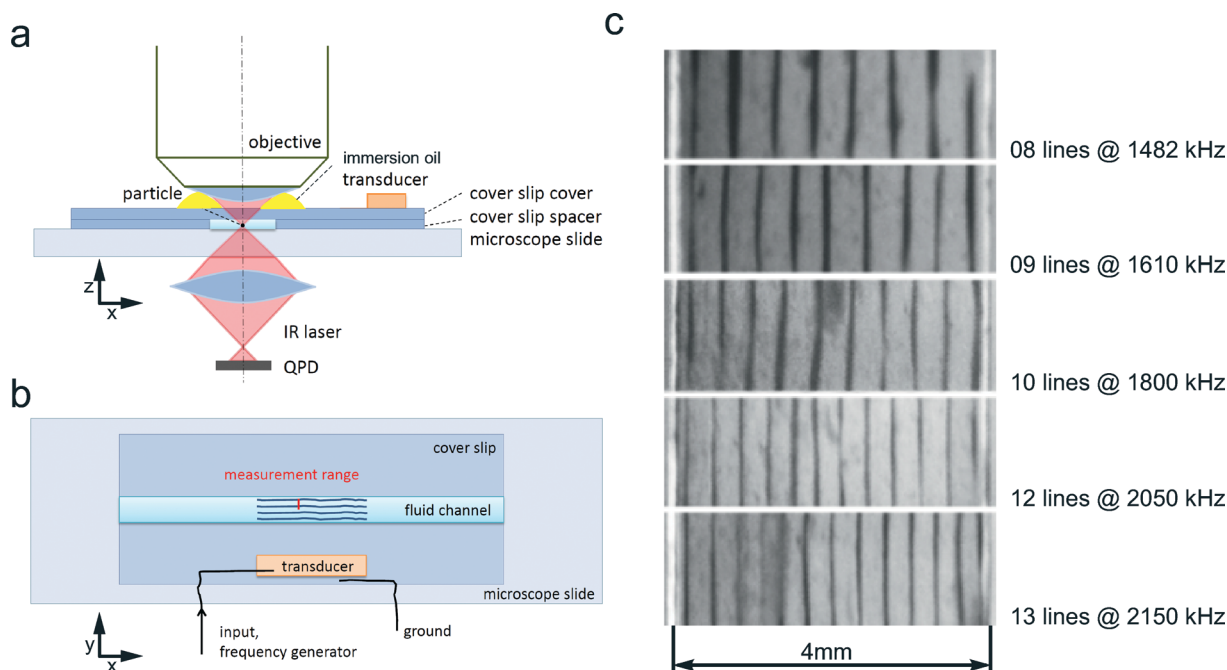 a
objective
immersion oil
transducer
particle
cover slip cover
cover slip spacer
microscope slide
z
x
IR laser
QPD
b
cover slip
measurement range
fluid channel
transducer
microscope slide
y
x
input,
frequency generator
ground
c
08 lines @ 1482 kHz
09 lines @ 1610 kHz
10 lines @ 1800 kHz
12 lines @ 2050 kHz
13 lines @ 2150 kHz
4mm